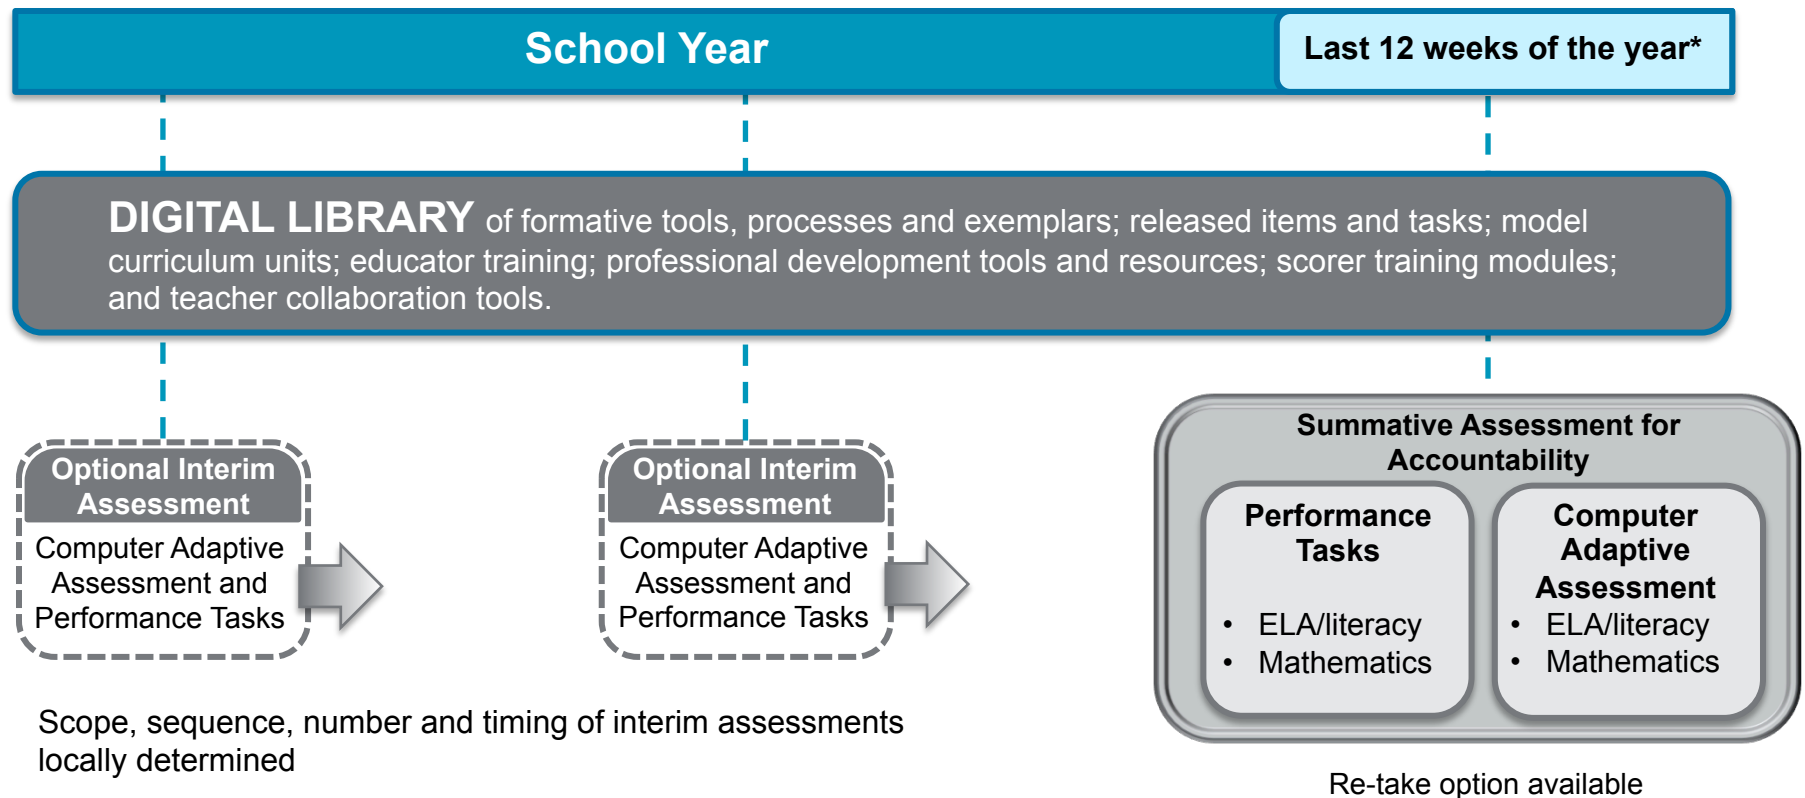 School Year
Last 12 weeks of the year*
DIGITAL LIBRARY of formative tools, processes and exemplars; released items and tasks; model
curriculum units; educator training; professional development tools and resources; scorer training modules;
and teacher collaboration tools.
Optional Interim
Assessment
Computer Adaptive
Assessment and
Performance Tasks
Optional Interim
Assessment
Computer Adaptive
Assessment and
Performance Tasks
Summative Assessment for
Accountability
Performance
Tasks
• ELA/literacy
• Mathematics
Computer
Adaptive
Assessment
• ELA/literacy
• Mathematics
Scope, sequence, number and timing of interim assessments
locally determined
Re-take option available